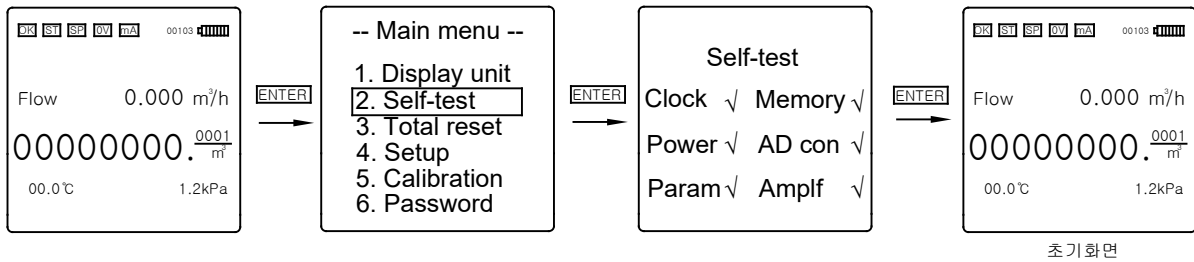 OK ST SP 0V mA 00103
Flow 0.000 m³/h
00000000. 0001 m³
00.0℃ 1.2kPa
ENTER
-- Main menu --
1. Display unit
2. Self-test
3. Total reset
4. Setup
5. Calibration
6. Password
ENTER
Self-test
Clock √ Memory √
Power √ AD con √
Param √ Amplf √
ENTER
OK ST SP 0V mA 00103
Flow 0.000 m³/h
00000000. 0001 m³
00.0℃ 1.2kPa
초기화면